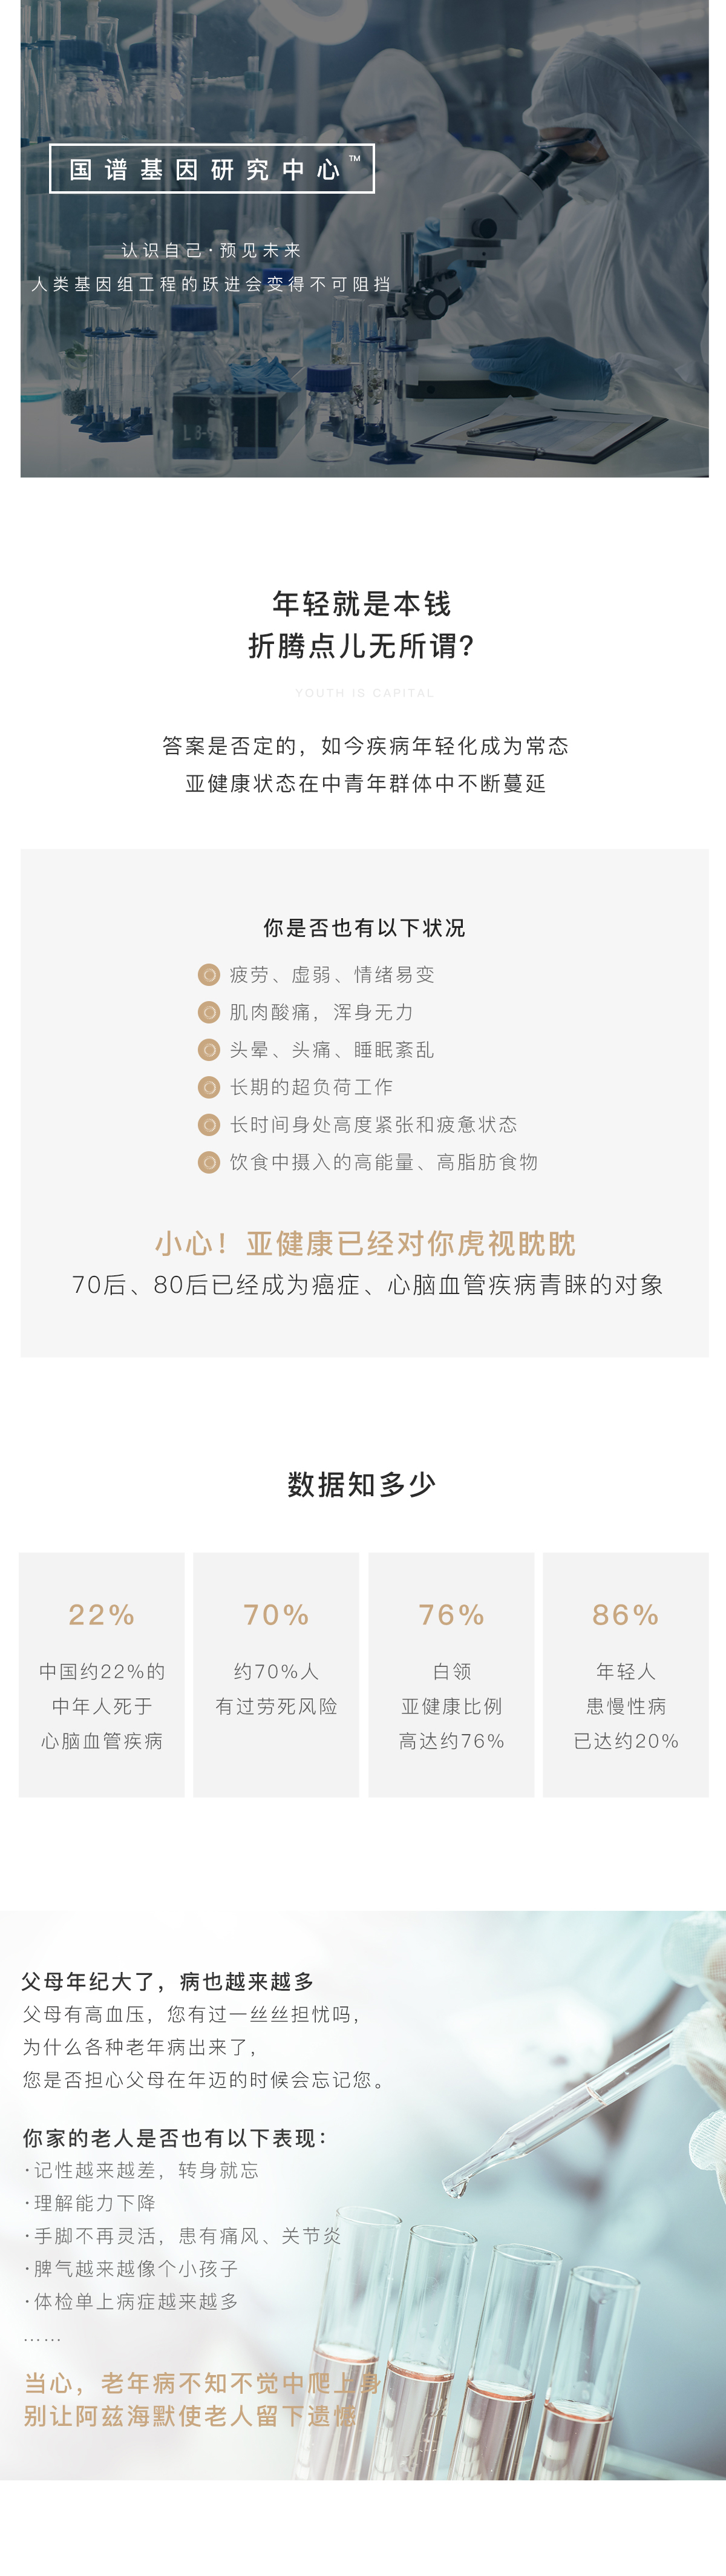 国谱基因研究中心™
认识自己·预见未来
人类基因组工程的跃进会变得不可阻挡
年轻就是本钱
折腾点儿无所谓?
YOUTH IS CAPITAL
答案是否定的，如今疾病年轻化成为常态
亚健康状态在中青年群体中不断蔓延
你是否也有以下状况
疲劳、虚弱、情绪易变
肌肉酸痛，浑身无力
头晕、头痛、睡眠紊乱
长期的超负荷工作
长时间身处高度紧张和疲惫状态
饮食中摄入的高能量、高脂肪食物
小心！亚健康已经对你虎视眈眈
70后、80后已经成为癌症、心脑血管疾病青睐的对象
数据知多少
22%
中国约22%的
中年人死于
心脑血管疾病
70%
约70%人
有过劳死风险
76%
白领
亚健康比例
高达约76%
86%
年轻人
患慢性病
已达约20%
父母年纪大了，病也越来越多
父母有高血压，您有过一丝丝担忧吗，
为什么各种老年病出来了，
您是否担心父母在年迈的时候会忘记您。
你家的老人是否也有以下表现：
·记性越来越差，转身就忘
·理解能力下降
·手脚不再灵活，患有痛风、关节炎
·脾气越来越像个小孩子
·体检单上病症越来越多
……
当心，老年病不知不觉中爬上身
别让阿兹海默使老人留下遗憾